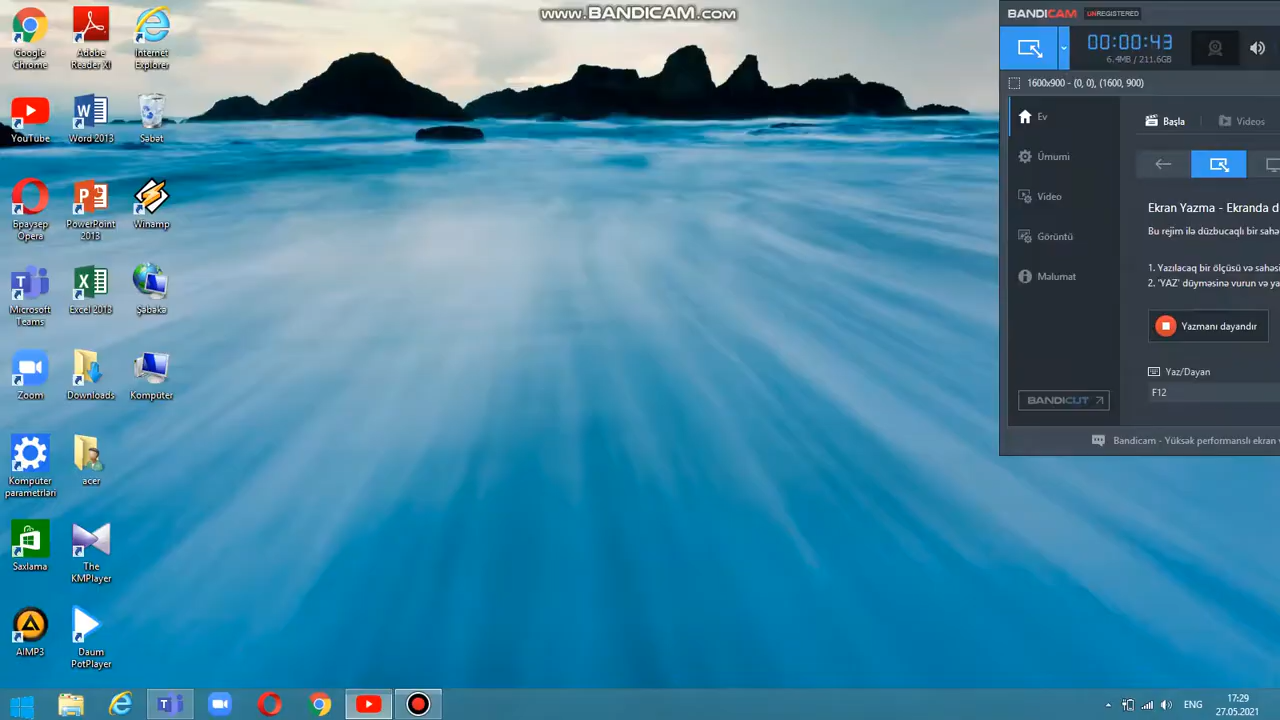 www.BANDICAM.com
Google
Chrome
Adobe
Reader XI
Internet
Explorer
YouTube
Word 2013
Səbət
Браузер
Opera
PowerPoint
2013
Winamp
Microsoft
Teams
Excel 2013
Şəbəkə
Zoom
Downloads
Komputer
Komputer
parametrləri
acer
Saxlama
The
KMPlayer
AIMP3
Daum
PotPlayer
BANDICAM UNREGISTERED
00:00:43
6.4MB / 211.6GB
1600x900 - (0, 0), (1600, 900)
Ev
Ümumi
Video
Görüntü
Məlumat
BANDICUT
Başla
Videos
Ekran Yazma - Ekranda d
Bu rejim ilə düzbucaqlı bir sahə
1. Yazılacaq bir ölçüsü və sahəsi
2. 'YAZ' düyməsinə vurun və ya
Yazmanı dayandır
Yaz/Dayan
F12
Bandicam - Yüksək performanslı ekran y
ENG
17:29
27.05.2021